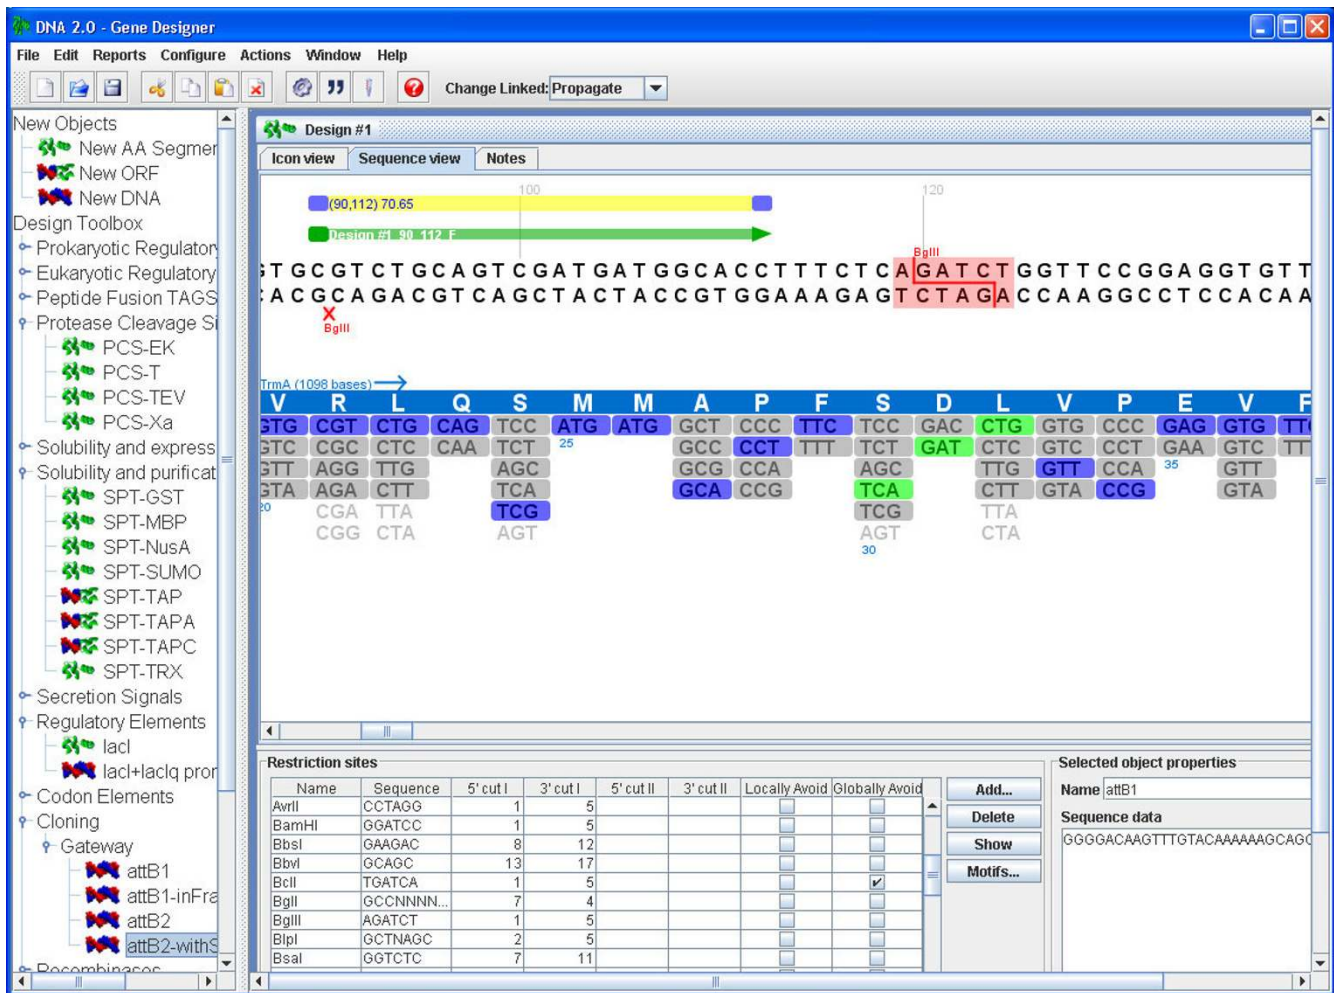 DNA 2.0 - Gene Designer
File Edit Reports Configure Actions Window Help
Change Linked: Propagate
New Objects
New AA Segmer
New ORF
New DNA
Design Toolbox
Prokaryotic Regulator
Eukaryotic Regulatory
Peptide Fusion TAGS
Protease Cleavage Si
PCS-EK
PCS-T
PCS-TEV
PCS-Xa
Solubility and express
Solubility and purificat
SPT-GST
SPT-MBP
SPT-NusA
SPT-SUMO
SPT-TAP
SPT-TAPA
SPT-TAPC
SPT-TRX
Secretion Signals
Regulatory Elements
lacI
lacI+lacIq pror
Codon Elements
Cloning
Gateway
attB1
attB1-inFra
attB2
attB2-withS
Recombinases
Design #1
Icon view Sequence view Notes
100 120
(90,112) 70.65
Design #1_90_112_F
BglII
G T G C G T C T G C A G T C G A T G A T G G C A C C T T T C T C A G A T C T G G T T C C G G A G G T G T T
C A C G C A G A C G T C A G C T A C T A C C G T G G A A A G A G T C T A G A C C A A G G C C T C C A C A A
X
BglII
TrmA (1098 bases)
V R L Q S M M A P F S D L V P E V F
GTG CGT CTG CAG TCC ATG ATG GCT CCC TTC TCC GAC CTG GTG CCC GAG GTG TTC
GTC CGC CTC CAA TCT 25 GCC CCT TTT TCT GAT CTC GTC CCT GAA GTC TT
GTT AGG TTG AGC GCG CCA AGC TTG GTT CCA 35 GTT
GTA AGA CTT TCA GCA CCG TCA CTT GTA CCG GTA
20 CGA TTA TCG TCG TTA
CGG CTA AGT AGT CTA
30
Restriction sites
Name Sequence 5' cut I 3' cut I 5' cut II 3' cut II Locally Avoid Globally Avoid
AvrII CCTAGG 1 5
BamHI GGATCC 1 5
BbsI GAAGAC 8 12
BbvI GCAGC 13 17
BclI TGATCA 1 5
BglI GCCNNNN... 7 4
BglII AGATCT 1 5
BlpI GCTNAGC 2 5
BsaI GGTCTC 7 11
Add...
Delete
Show
Motifs...
Selected object properties
Name attB1
Sequence data
GGGGACAAGTTTGTACAAAAAAGCAGC